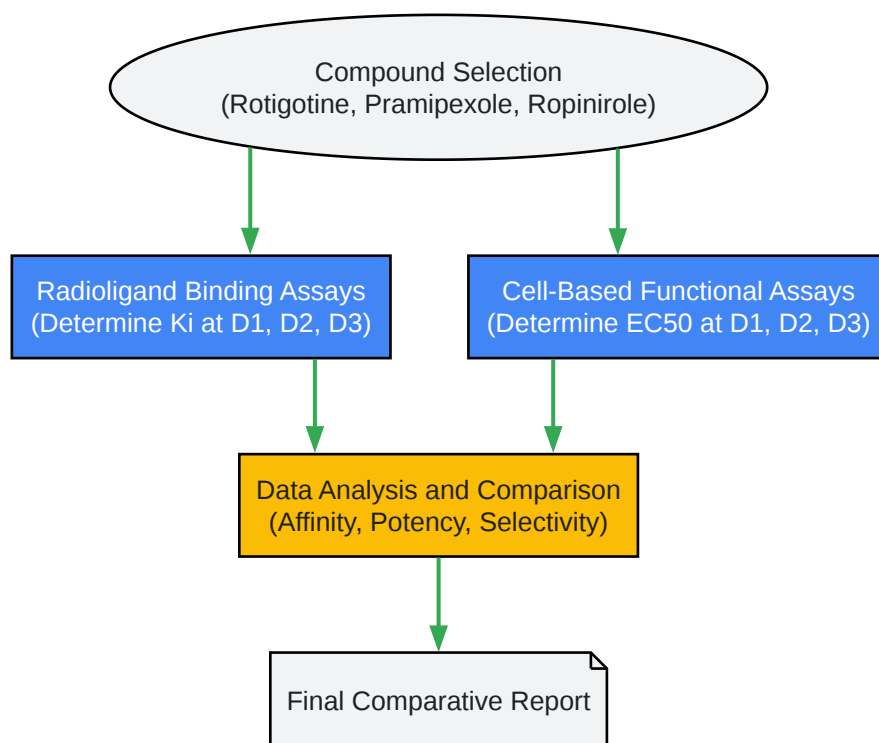 Compound Selection
(Rotigotine, Pramipexole, Ropinirole)
Radioligand Binding Assays
(Determine Ki at D1, D2, D3)
Cell-Based Functional Assays
(Determine EC50 at D1, D2, D3)
Data Analysis and Comparison
(Affinity, Potency, Selectivity)
Final Comparative Report